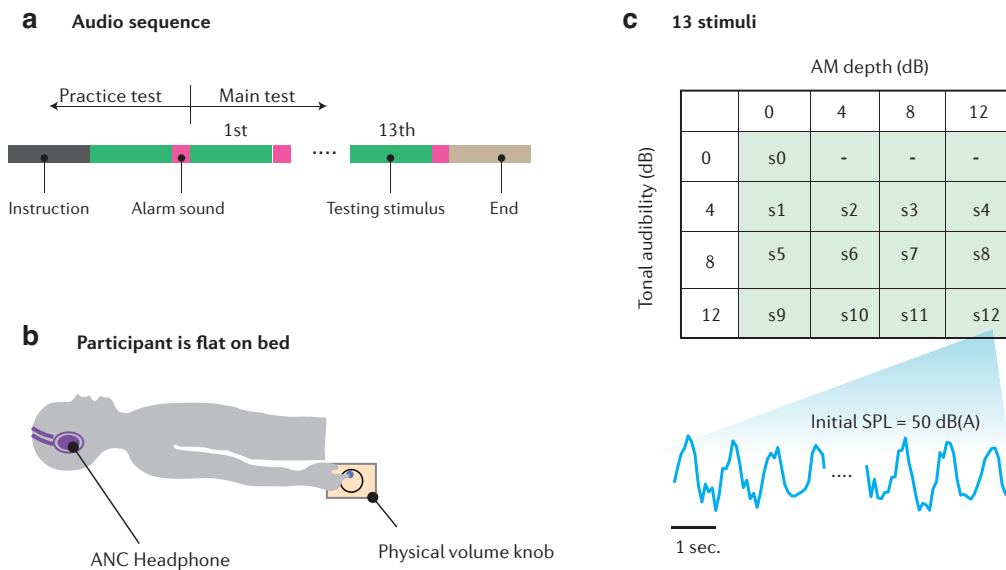 a Audio sequence
Practice test Main test
1st 13th
....
Instruction Alarm sound Testing stimulus End
b Participant is flat on bed
ANC Headphone
Physical volume knob
c 13 stimuli
AM depth (dB)
Tonal audibility (dB)
0 4 8 12
0 s0 - - -
4 s1 s2 s3 s4
8 s5 s6 s7 s8
12 s9 s10 s11 s12
Initial SPL = 50 dB(A)
....
1 sec.